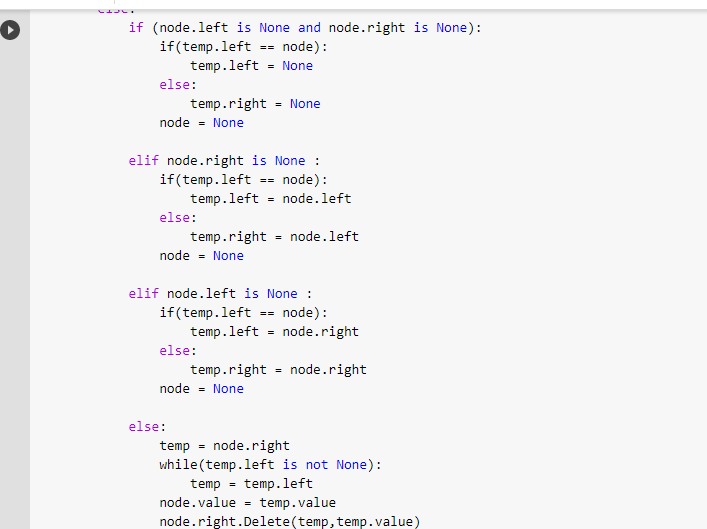 else:
if (node.left is None and node.right is None):
if(temp.left == node):
temp.left = None
else:
temp.right = None
node = None
elif node.right is None :
if(temp.left == node):
temp.left = node.left
else:
temp.right = node.left
node = None
elif node.left is None :
if(temp.left == node):
temp.left = node.right
else:
temp.right = node.right
node = None
else:
temp = node.right
while(temp.left is not None):
temp = temp.left
node.value = temp.value
node.right.Delete(temp,temp.value)